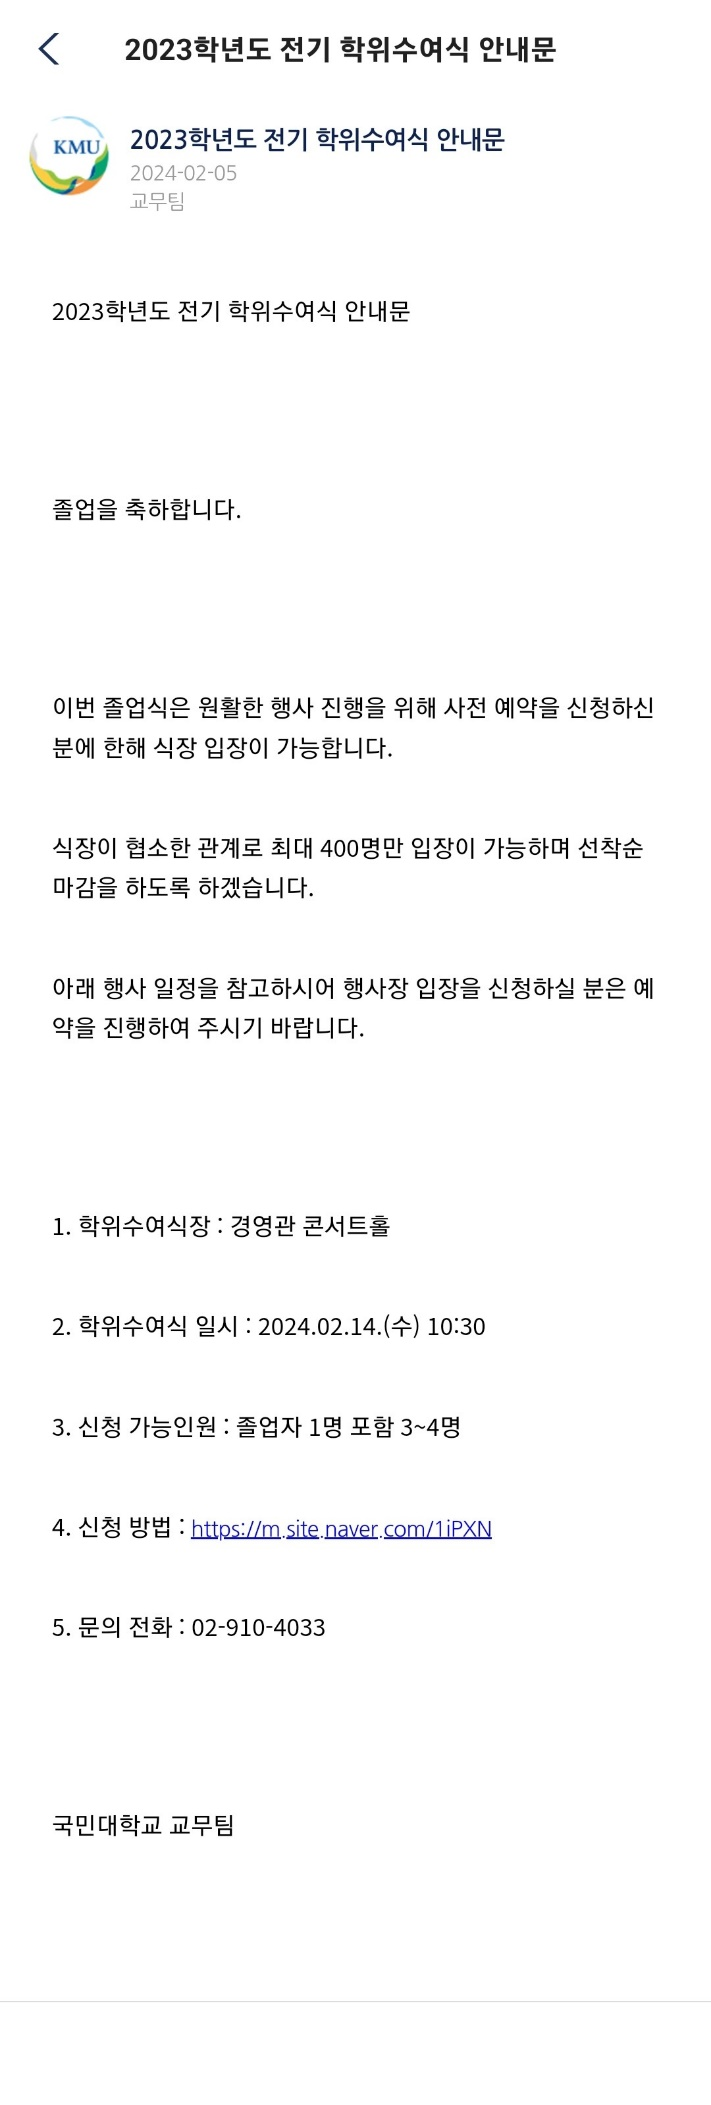 2023학년도 전기 학위수여식 안내문
KMU
2023학년도 전기 학위수여식 안내문
2024-02-05
교무팀
2023학년도 전기 학위수여식 안내문
졸업을 축하합니다.
이번 졸업식은 원활한 행사 진행을 위해 사전 예약을 신청하신
분에 한해 식장 입장이 가능합니다.
식장이 협소한 관계로 최대 400명만 입장이 가능하며 선착순
마감을 하도록 하겠습니다.
아래 행사 일정을 참고하시어 행사장 입장을 신청하실 분은 예
약을 진행하여 주시기 바랍니다.
1. 학위수여식장 : 경영관 콘서트홀
2. 학위수여식 일시 : 2024.02.14.(수) 10:30
3. 신청 가능인원 : 졸업자 1명 포함 3~4명
4. 신청 방법 : https://m.site.naver.com/1iPXN
5. 문의 전화 : 02-910-4033
국민대학교 교무팀